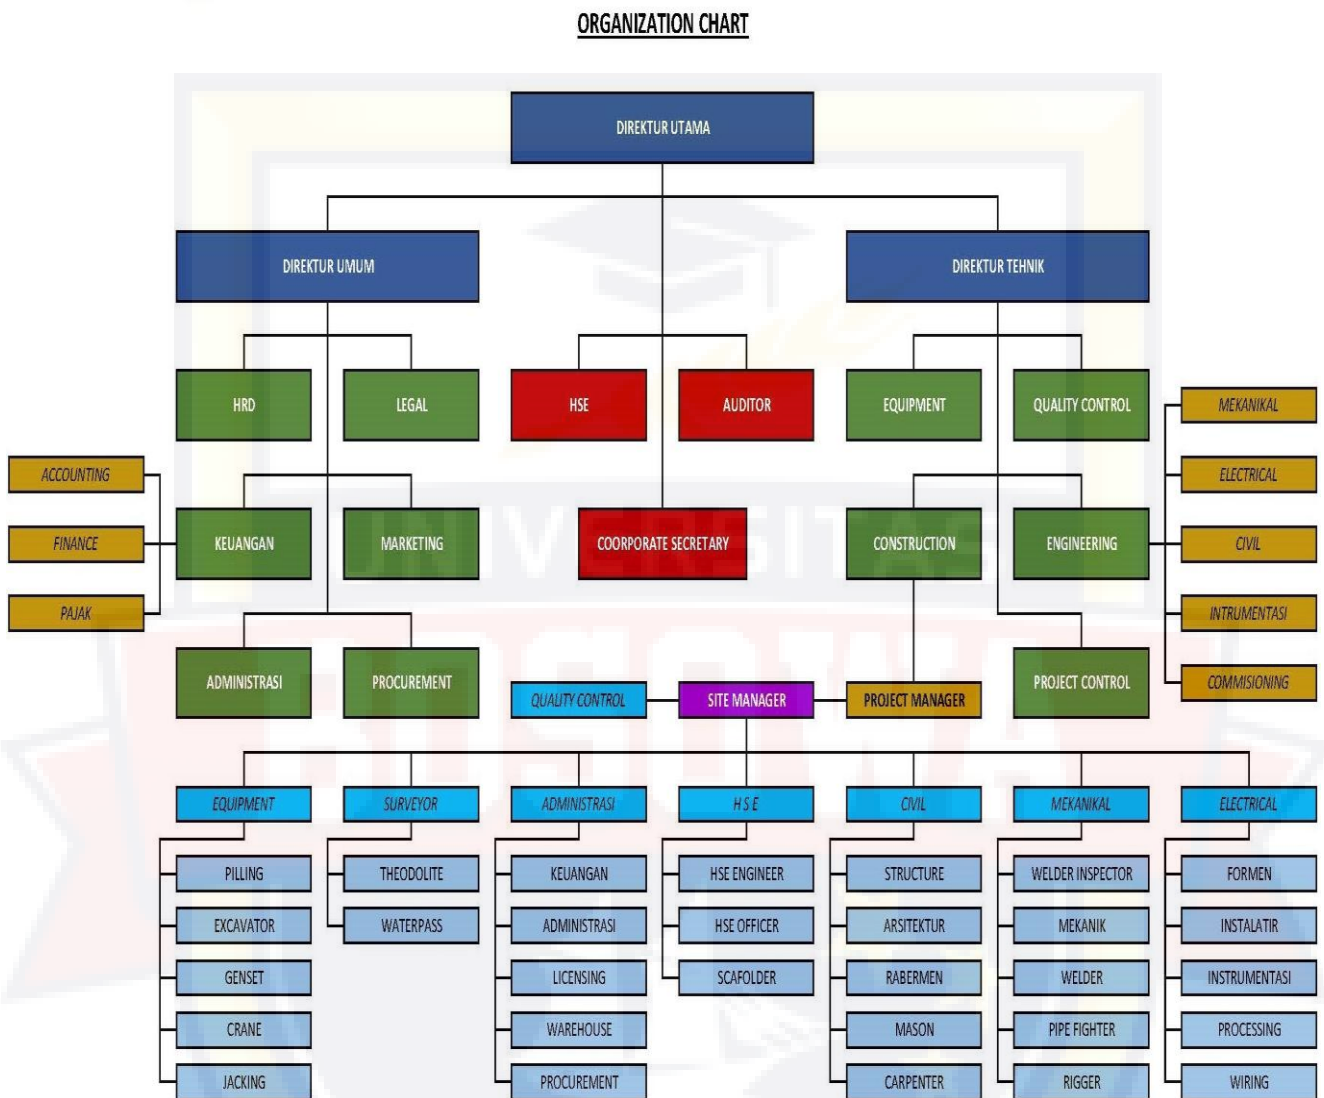 ORGANIZATION CHART
DIREKTUR UTAMA
DIREKTUR UMUM
DIREKTUR TEHNIK
HRD
LEGAL
HSE
AUDITOR
EQUIPMENT
QUALITY CONTROL
MEKANIKAL
ACCOUNTING
ELECTRICAL
FINANCE
KEUANGAN
MARKETING
COORPORATE SECRETARY
CONSTRUCTION
ENGINEERING
CIVIL
PAJAK
INTRUMENTASI
ADMINISTRASI
PROCUREMENT
PROJECT CONTROL
COMMISIONING
QUALITY CONTROL
SITE MANAGER
PROJECT MANAGER
EQUIPMENT
SURVEYOR
ADMINISTRASI
H S E
CIVIL
MEKANIKAL
ELECTRICAL
PILLING
THEODOLITE
KEUANGAN
HSE ENGINEER
STRUCTURE
WELDER INSPECTOR
FORMEN
EXCAVATOR
WATERPASS
ADMINISTRASI
HSE OFFICER
ARSITEKTUR
MEKANIK
INSTALATIR
GENSET
LICENSING
SCAFOLDER
RABERMEN
WELDER
INSTRUMENTASI
CRANE
WAREHOUSE
MASON
PIPE FIGHTER
PROCESSING
JACKING
PROCUREMENT
CARPENTER
RIGGER
WIRING
UNIVERSITAS
BOSOWA